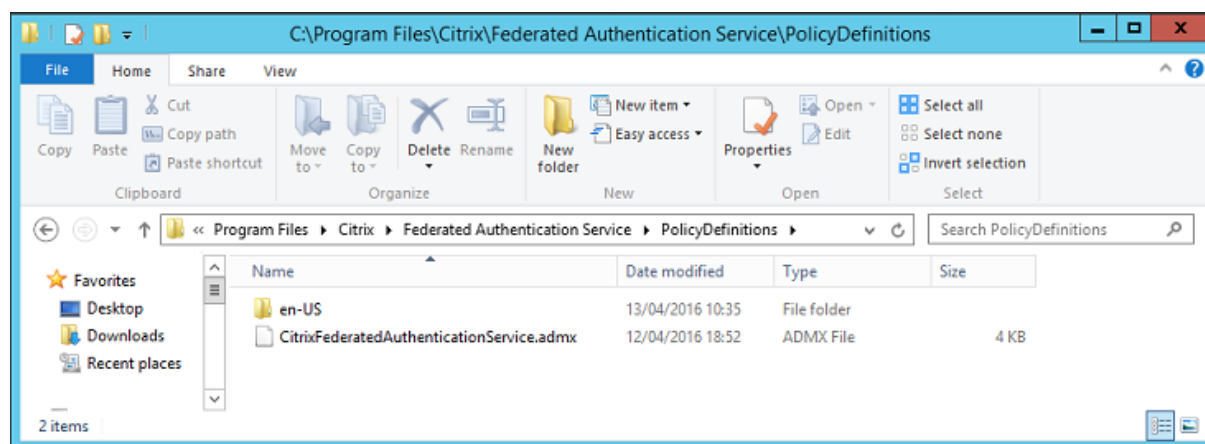 C:\Program Files\Citrix\Federated Authentication Service\PolicyDefinitions
File Home Share View
Copy
Paste
Cut
Copy path
Paste shortcut
Clipboard
Move to
Copy to
Delete
Rename
Organize
New folder
New item
Easy access
New
Properties
Open
Edit
Open
Select all
Select none
Invert selection
Select
« Program Files Citrix Federated Authentication Service PolicyDefinitions
Search PolicyDefinitions
Favorites
Desktop
Downloads
Recent places
Name Date modified Type Size
en-US 13/04/2016 10:35 File folder
CitrixFederatedAuthenticationService.admx 12/04/2016 18:52 ADMX File 4 KB
2 items